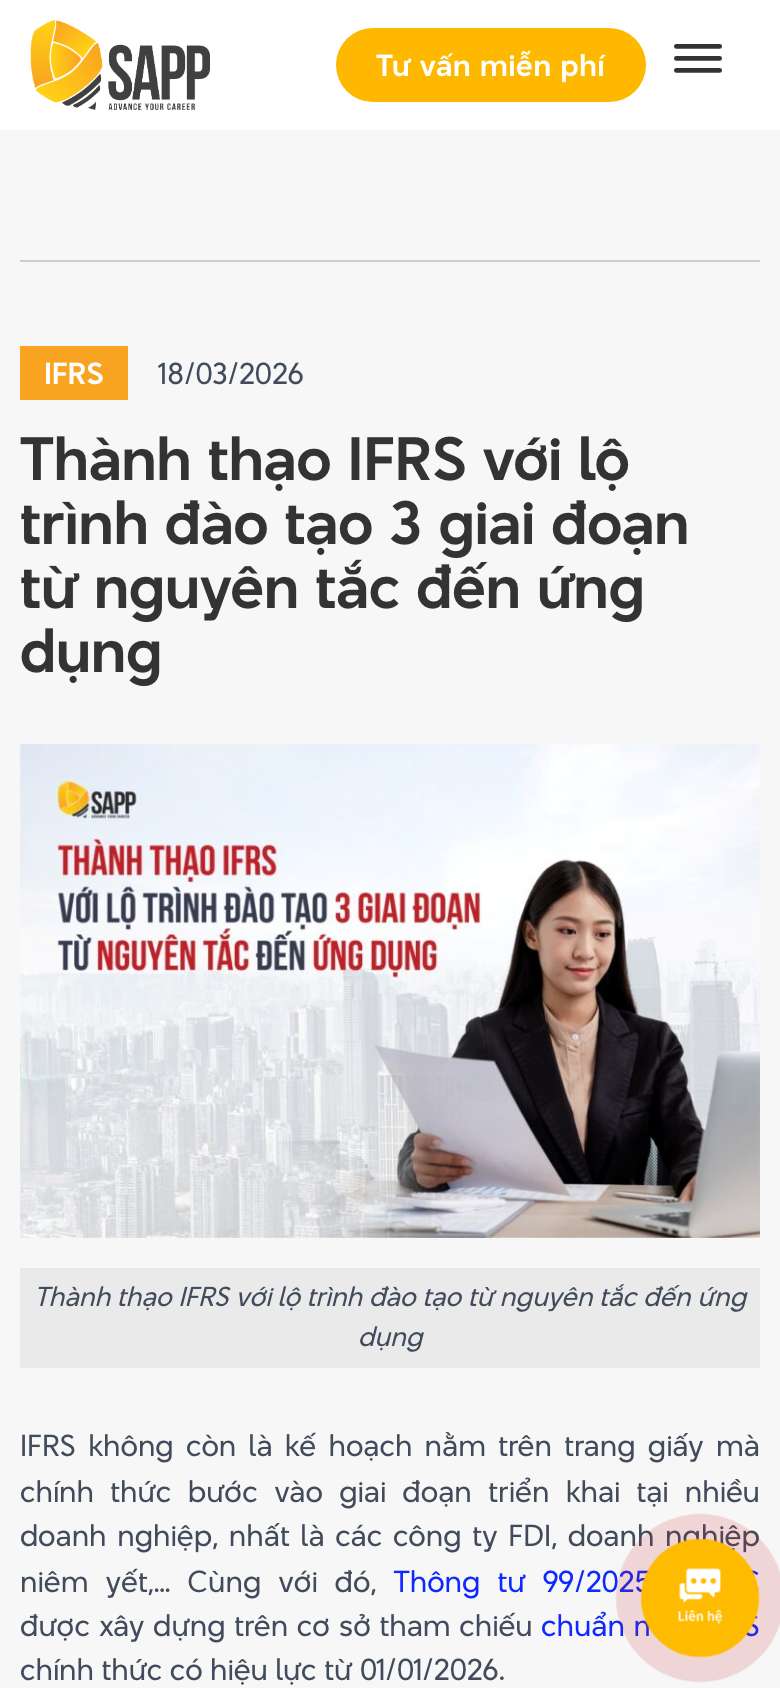 SAPP
ADVANCE YOUR CAREER
Tư vấn miễn phí
IFRS
18/03/2026
Thành thạo IFRS với lộ
trình đào tạo 3 giai đoạn
từ nguyên tắc đến ứng
dụng
SAPP
THÀNH THẠO IFRS
VỚI LỘ TRÌNH ĐÀO TẠO 3 GIAI ĐOẠN
TỪ NGUYÊN TẮC ĐẾN ỨNG DỤNG
Thành thạo IFRS với lộ trình đào tạo từ nguyên tắc đến ứng
dụng
IFRS không còn là kế hoạch nằm trên trang giấy mà
chính thức bước vào giai đoạn triển khai tại nhiều
doanh nghiệp, nhất là các công ty FDI, doanh nghiệp
niêm yết,... Cùng với đó, Thông tư 99/2025
được xây dựng trên cơ sở tham chiếu chuẩn
chính thức có hiệu lực từ 01/01/2026.
Liên hệ